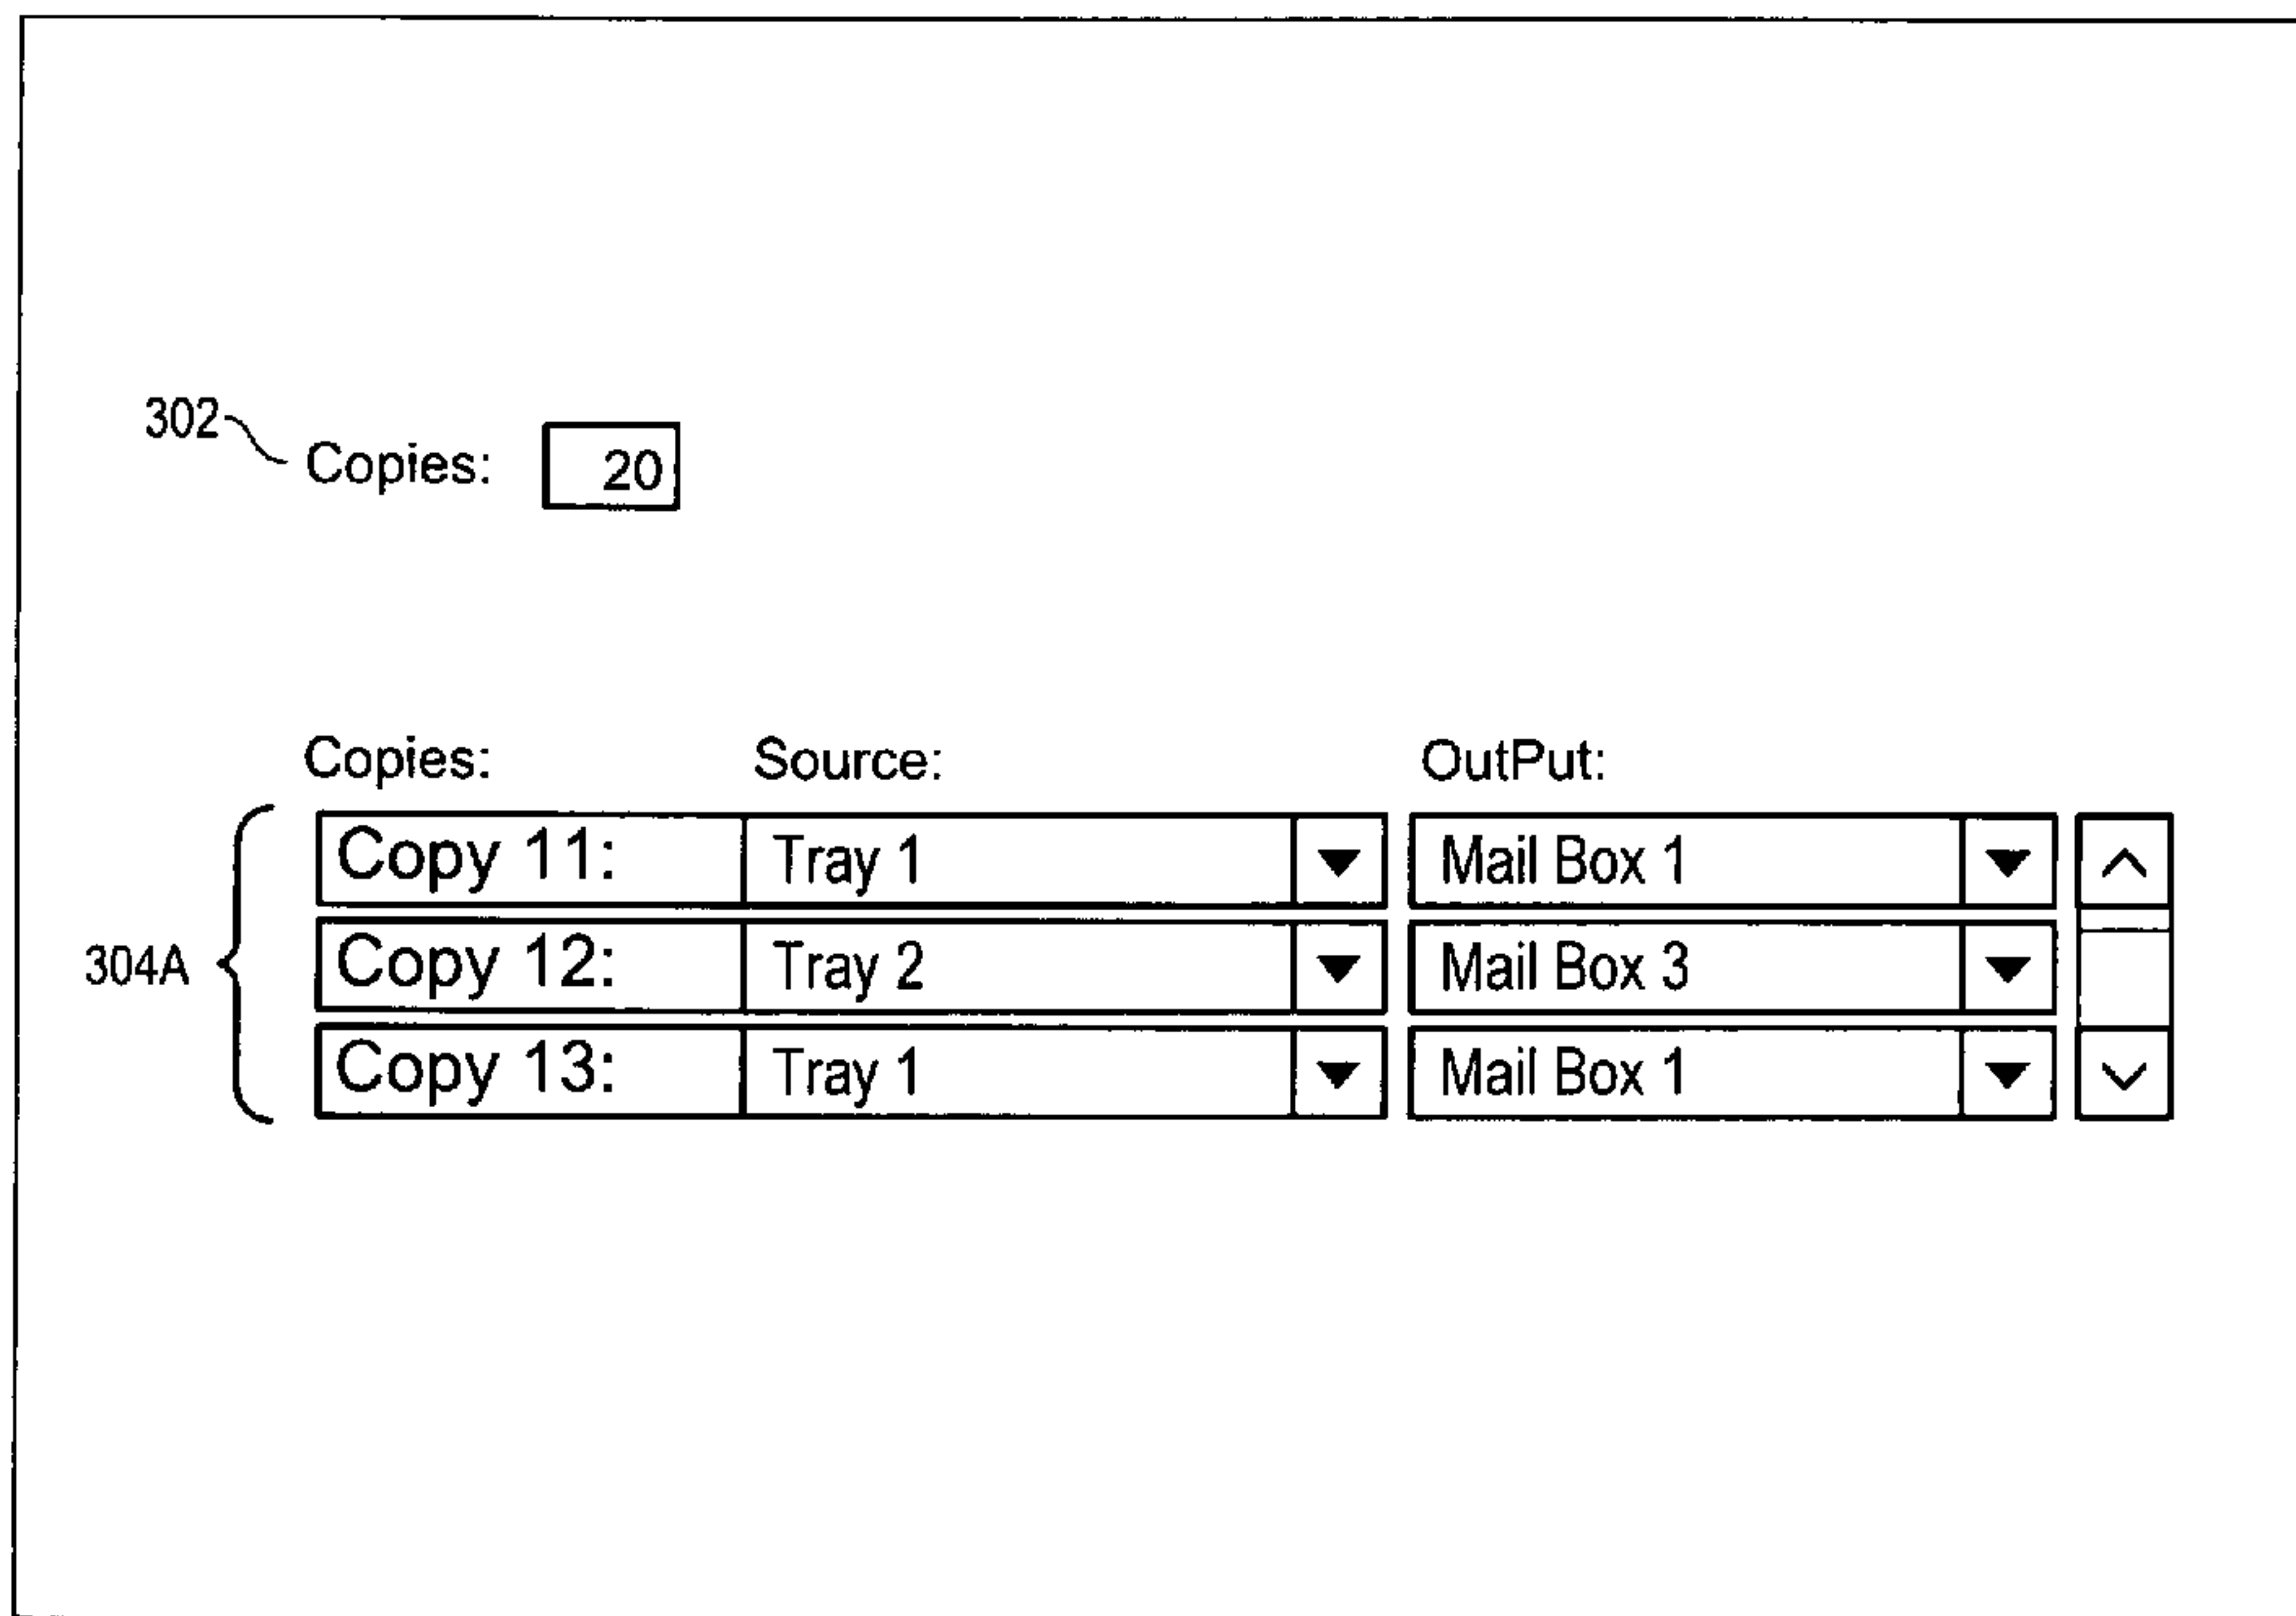 302
Copies: 20
Copies: Source: OutPut:
304A
Copy 11: Tray 1 Mail Box 1
Copy 12: Tray 2 Mail Box 3
Copy 13: Tray 1 Mail Box 1